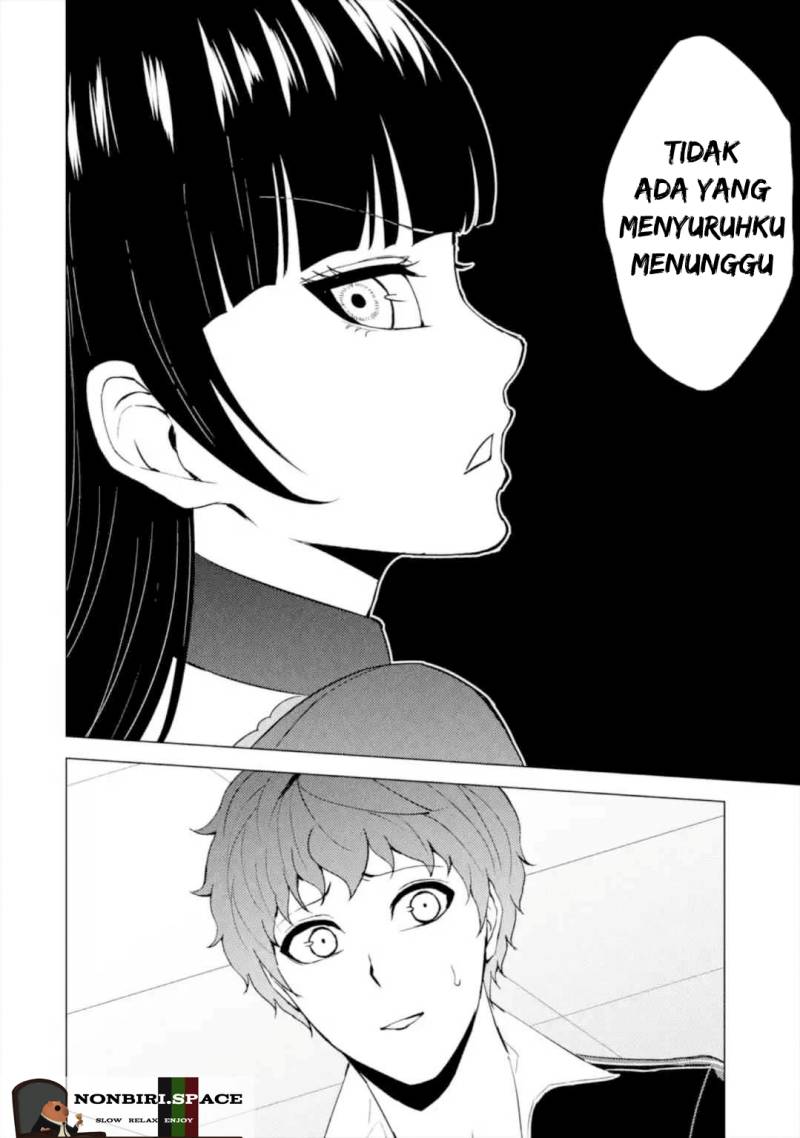 TIDAK
ADA YANG
MENYURUHKU
MENUNGGU
NONBIRI.SPACE
SLOW RELAX ENJOY